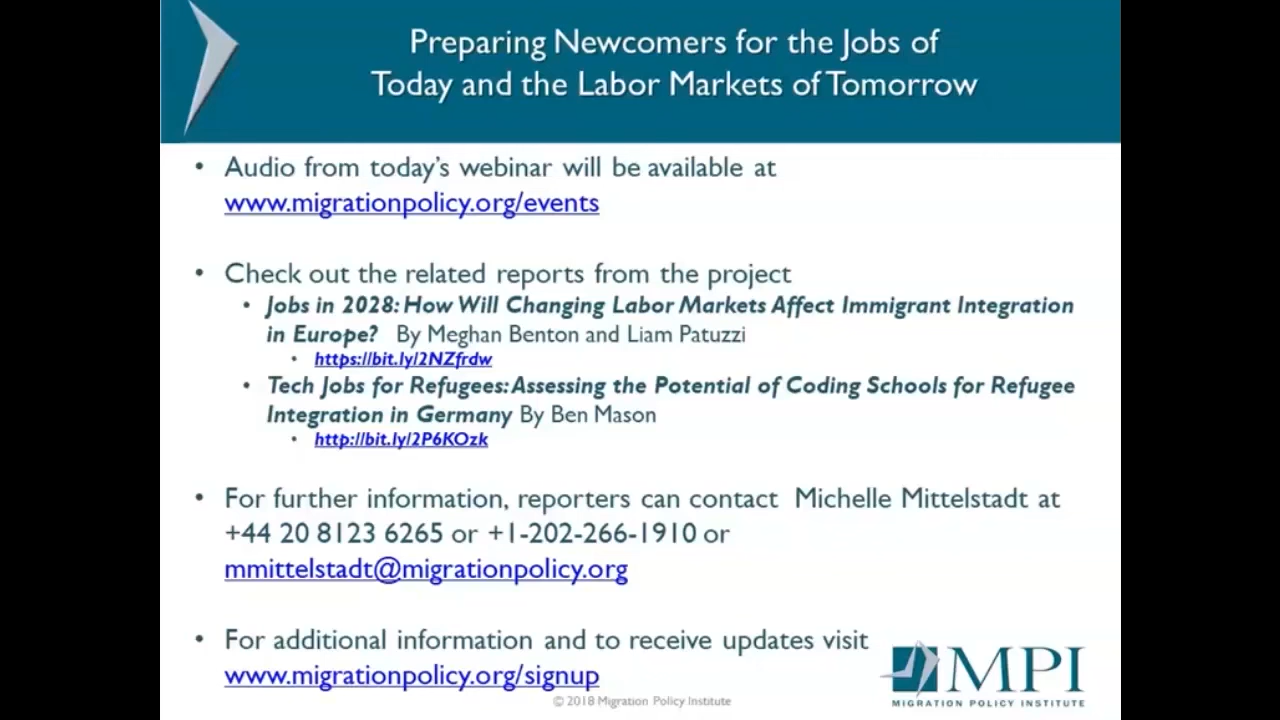 Preparing Newcomers for the Jobs of
Today and the Labor Markets of Tomorrow
• Audio from today's webinar will be available at
www.migrationpolicy.org/events
• Check out the related reports from the project
• Jobs in 2028: How Will Changing Labor Markets Affect Immigrant Integration
in Europe? By Meghan Benton and Liam Patuzzi
• https://bit.ly/2NZfrdw
• Tech Jobs for Refugees: Assessing the Potential of Coding Schools for Refugee
Integration in Germany By Ben Mason
• http://bit.ly/2P6KOzk
• For further information, reporters can contact Michelle Mittelstadt at
+44 20 8123 6265 or +1-202-266-1910 or
mmittelstadt@migrationpolicy.org
• For additional information and to receive updates visit
www.migrationpolicy.org/signup
MPI
MIGRATION POLICY INSTITUTE
© 2018 Migration Policy Institute